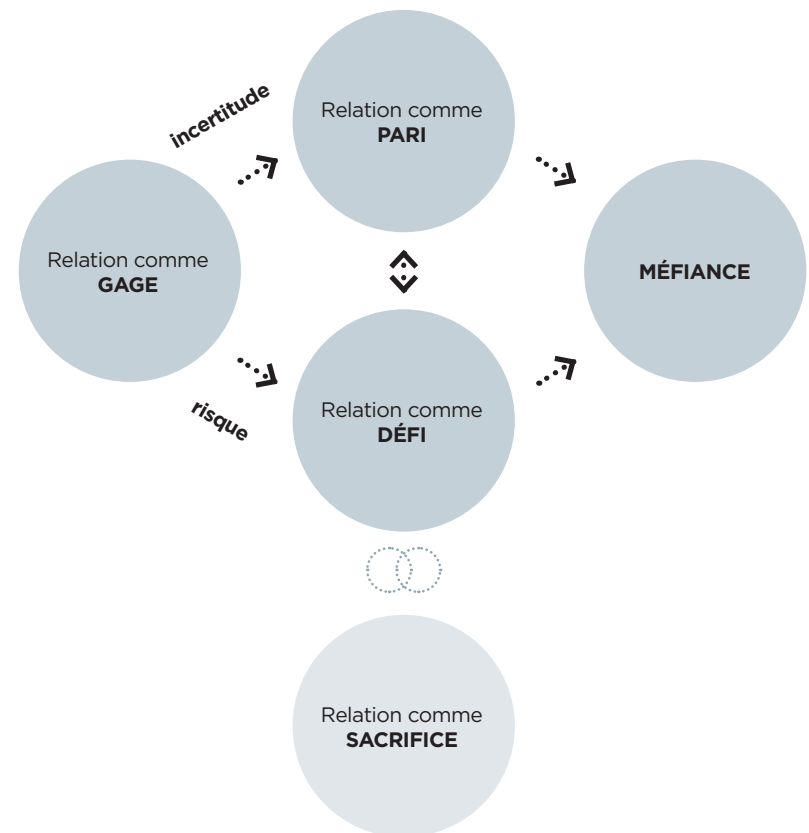 incertitude
Relation comme
PARI
Relation comme
GAGE
MÉFIANCE
risque
Relation comme
DÉFI
Relation comme
SACRIFICE